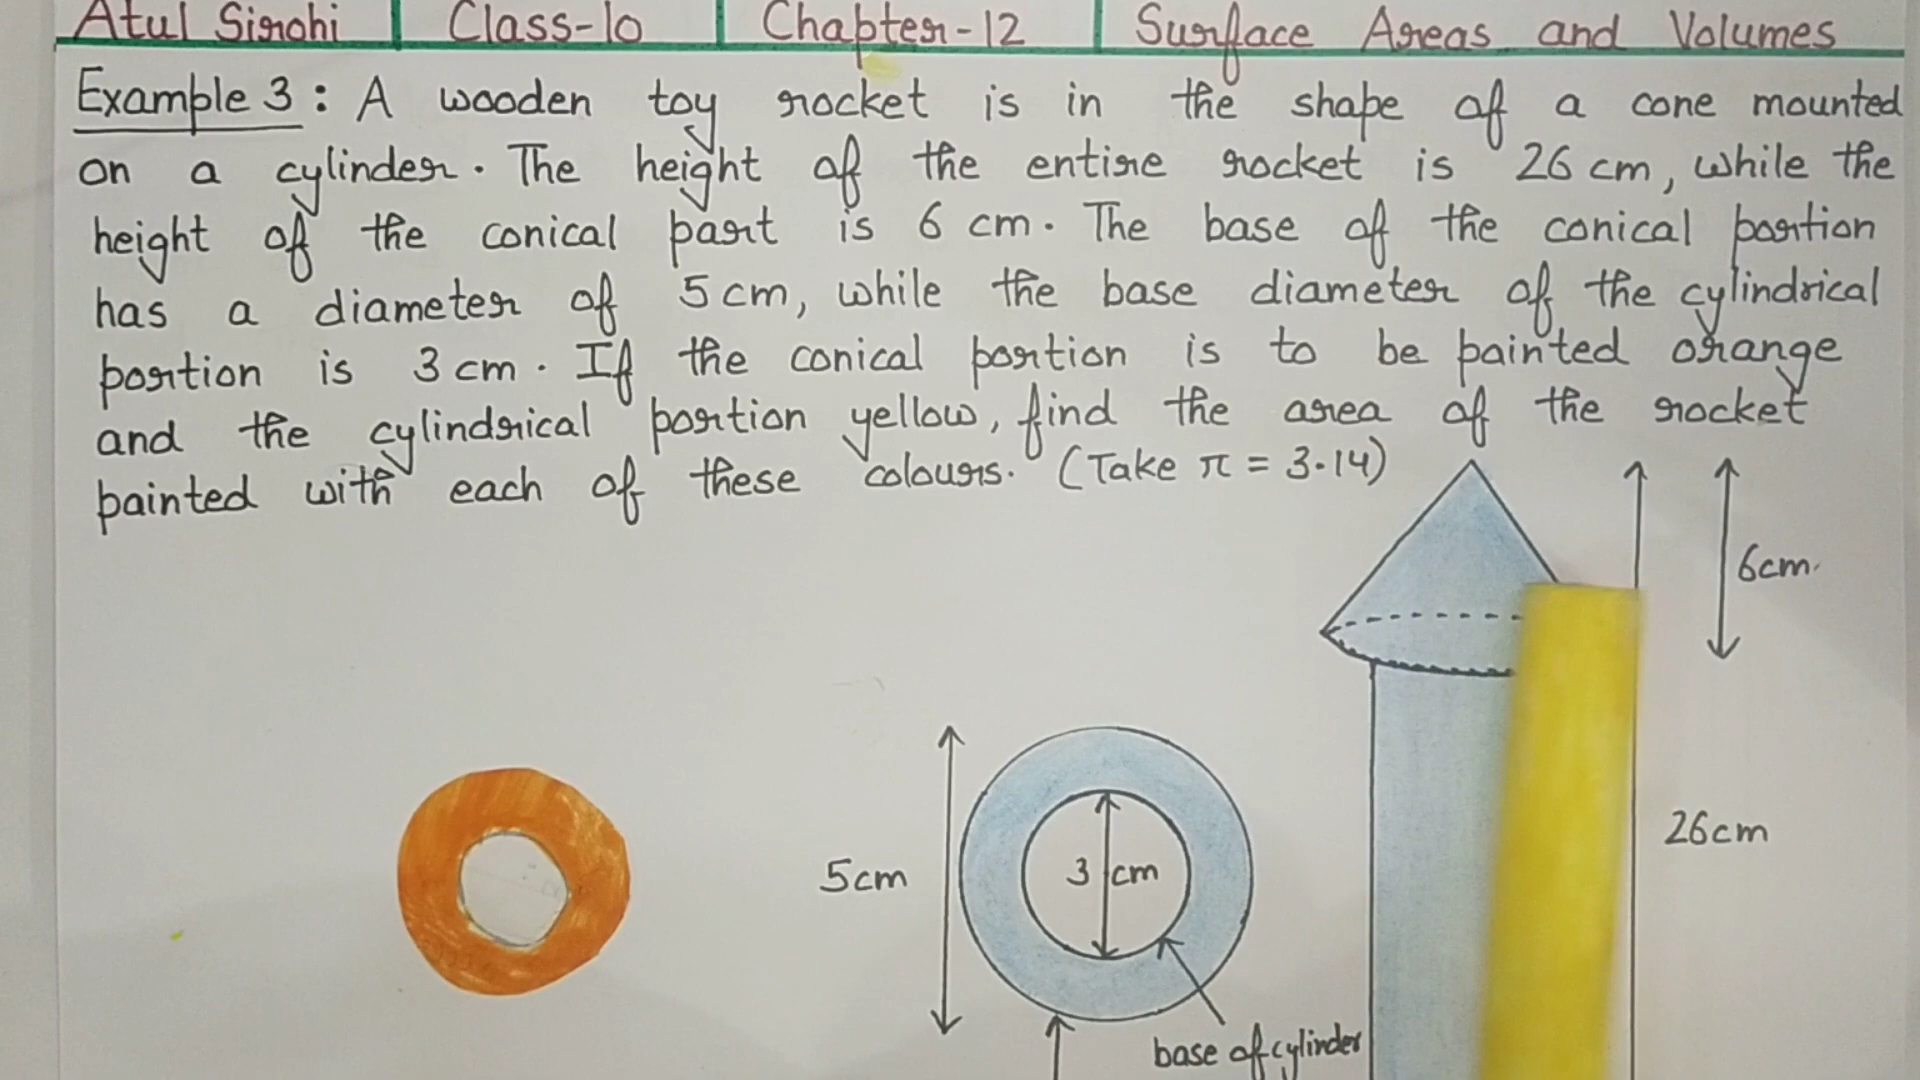 Atul Sirohi Class-10 Chapter-12 Surface Areas and Volumes
Example 3: A wooden toy rocket is in the shape of a cone mounted
on a cylinder. The height of the entire rocket is 26 cm, while the
height of the conical part is 6 cm. The base of the conical portion
has a diameter of 5 cm, while the base diameter of the cylindrical
portion is 3 cm. If the conical portion is to be painted orange
and the cylindrical portion yellow, find the area of the rocket
painted with each of these colours. (Take π = 3.14)
6cm.
26cm
5cm
3 cm
base of cylinder